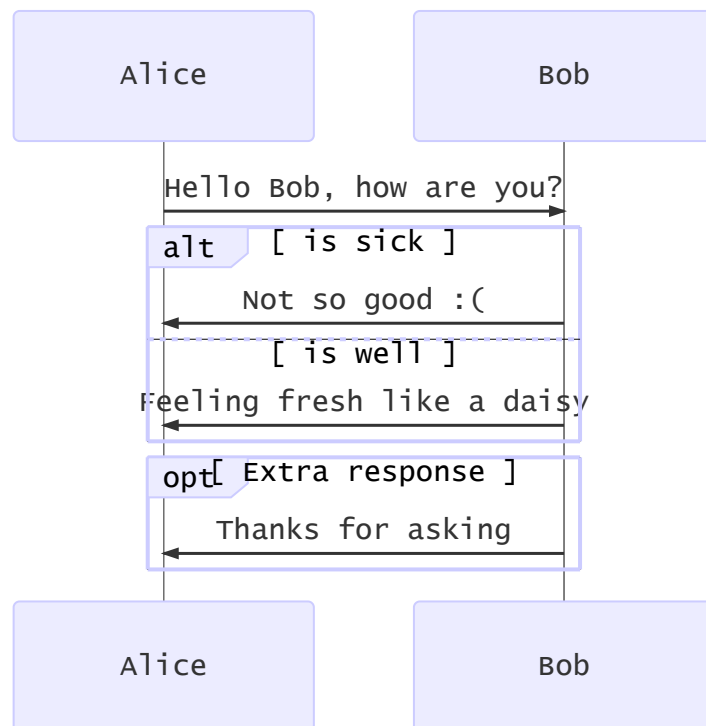 Alice Bob
Hello Bob, how are you?
alt [ is sick ]
Not so good :(
[ is well ]
Feeling fresh like a daisy
opt [ Extra response ]
Thanks for asking
Alice Bob